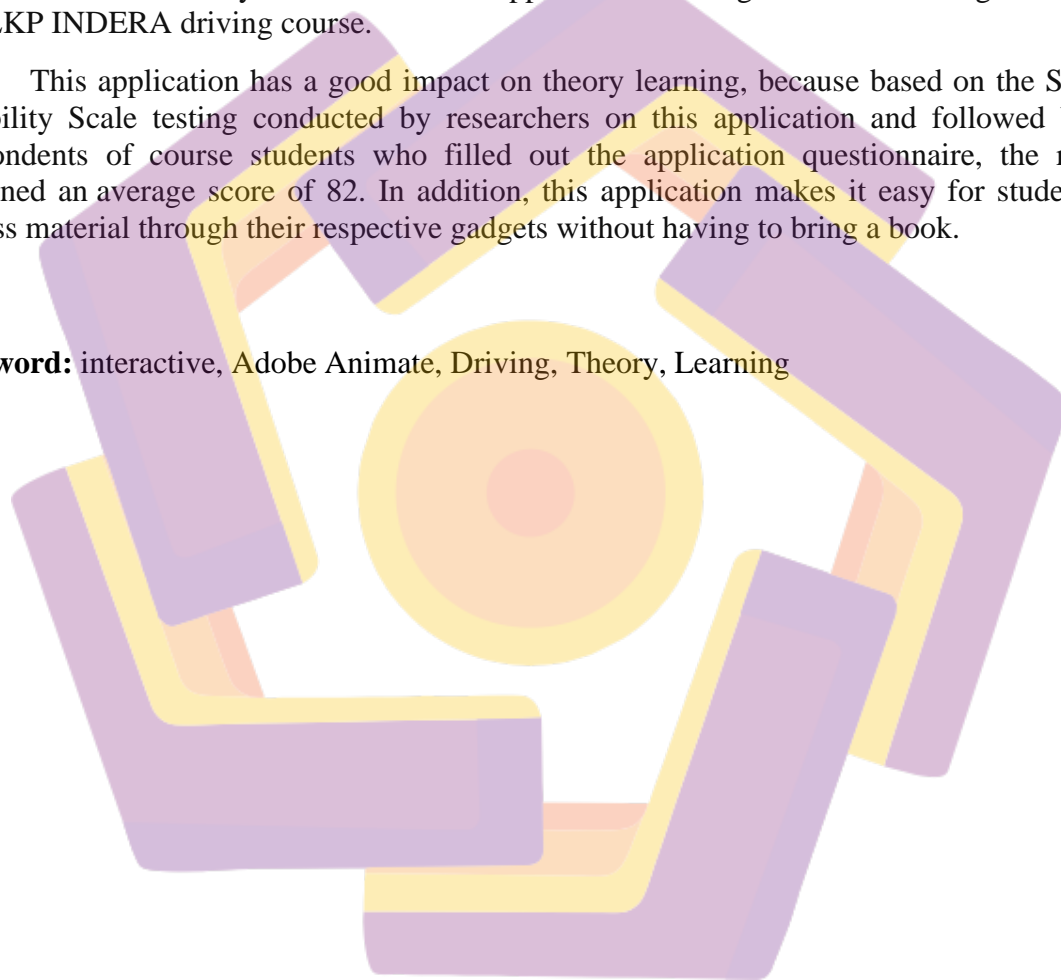 LKP INDERA driving course.
This application has a good impact on theory learning, because based on the S
bility Scale testing conducted by researchers on this application and followed
ondents of course students who filled out the application questionnaire, the
ned an average score of 82. In addition, this application makes it easy for stude
ss material through their respective gadgets without having to bring a book.
word: interactive, Adobe Animate, Driving, Theory, Learning